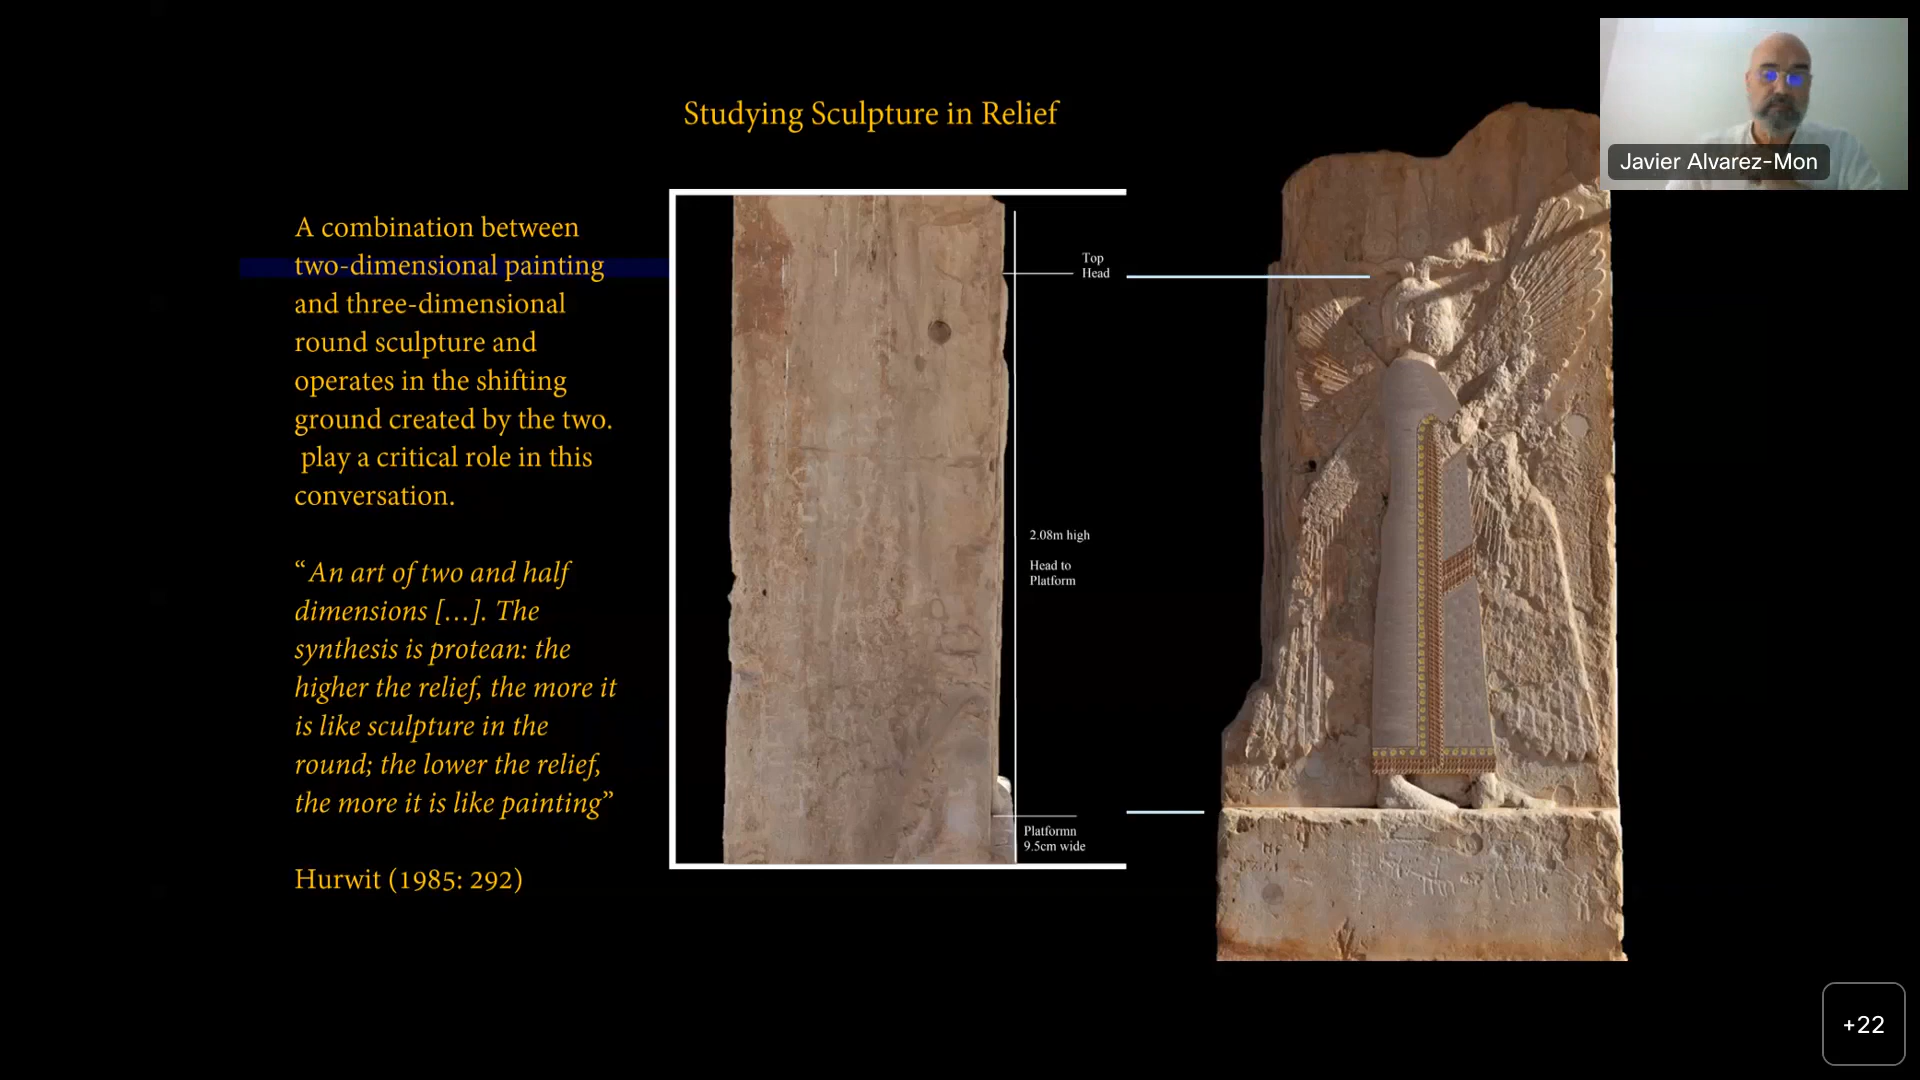 Studying Sculpture in Relief
A combination between
two-dimensional painting
and three-dimensional
round sculpture and
operates in the shifting
ground created by the two.
play a critical role in this
conversation.
“An art of two and half
dimensions […]. The
synthesis is protean: the
higher the relief, the more it
is like sculpture in the
round; the lower the relief,
the more it is like painting”
Hurwit (1985: 292)
Top
Head
2.08m high
Head to
Platform
Platformn
9.5cm wide
Javier Alvarez-Mon
+22